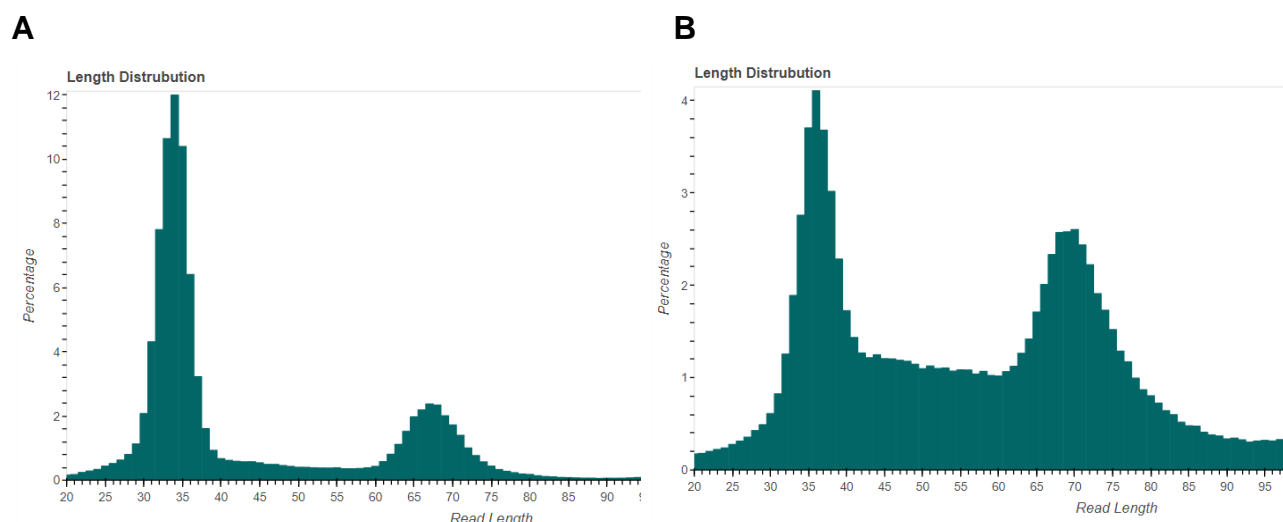 A
B
Length Distrubution
12
10
8
6
4
2
0
Percentage
20 25 30 35 40 45 50 55 60 65 70 75 80 85 90
Read Length
Length Distrubution
4
3
2
1
0
Percentage
20 25 30 35 40 45 50 55 60 65 70 75 80 85 90 95
Read Length